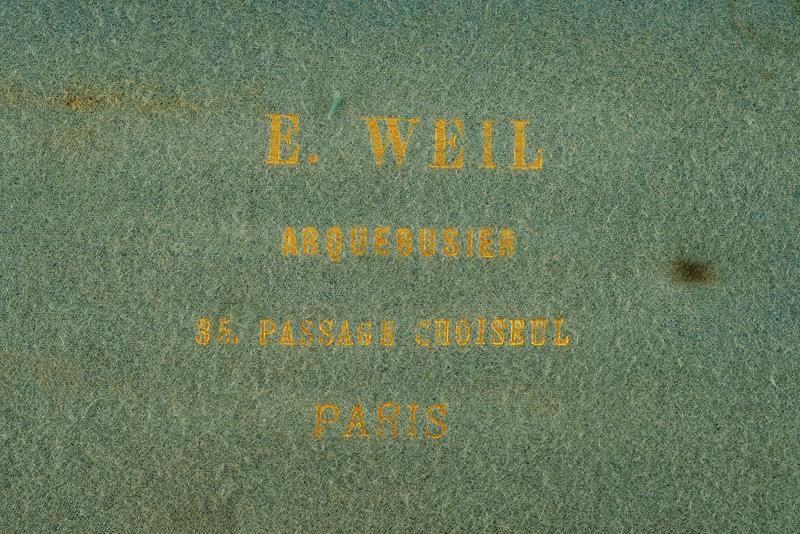 E. WEIL
ARQUEBUSIER
35. PASSAGE CHOISEUL
PARIS